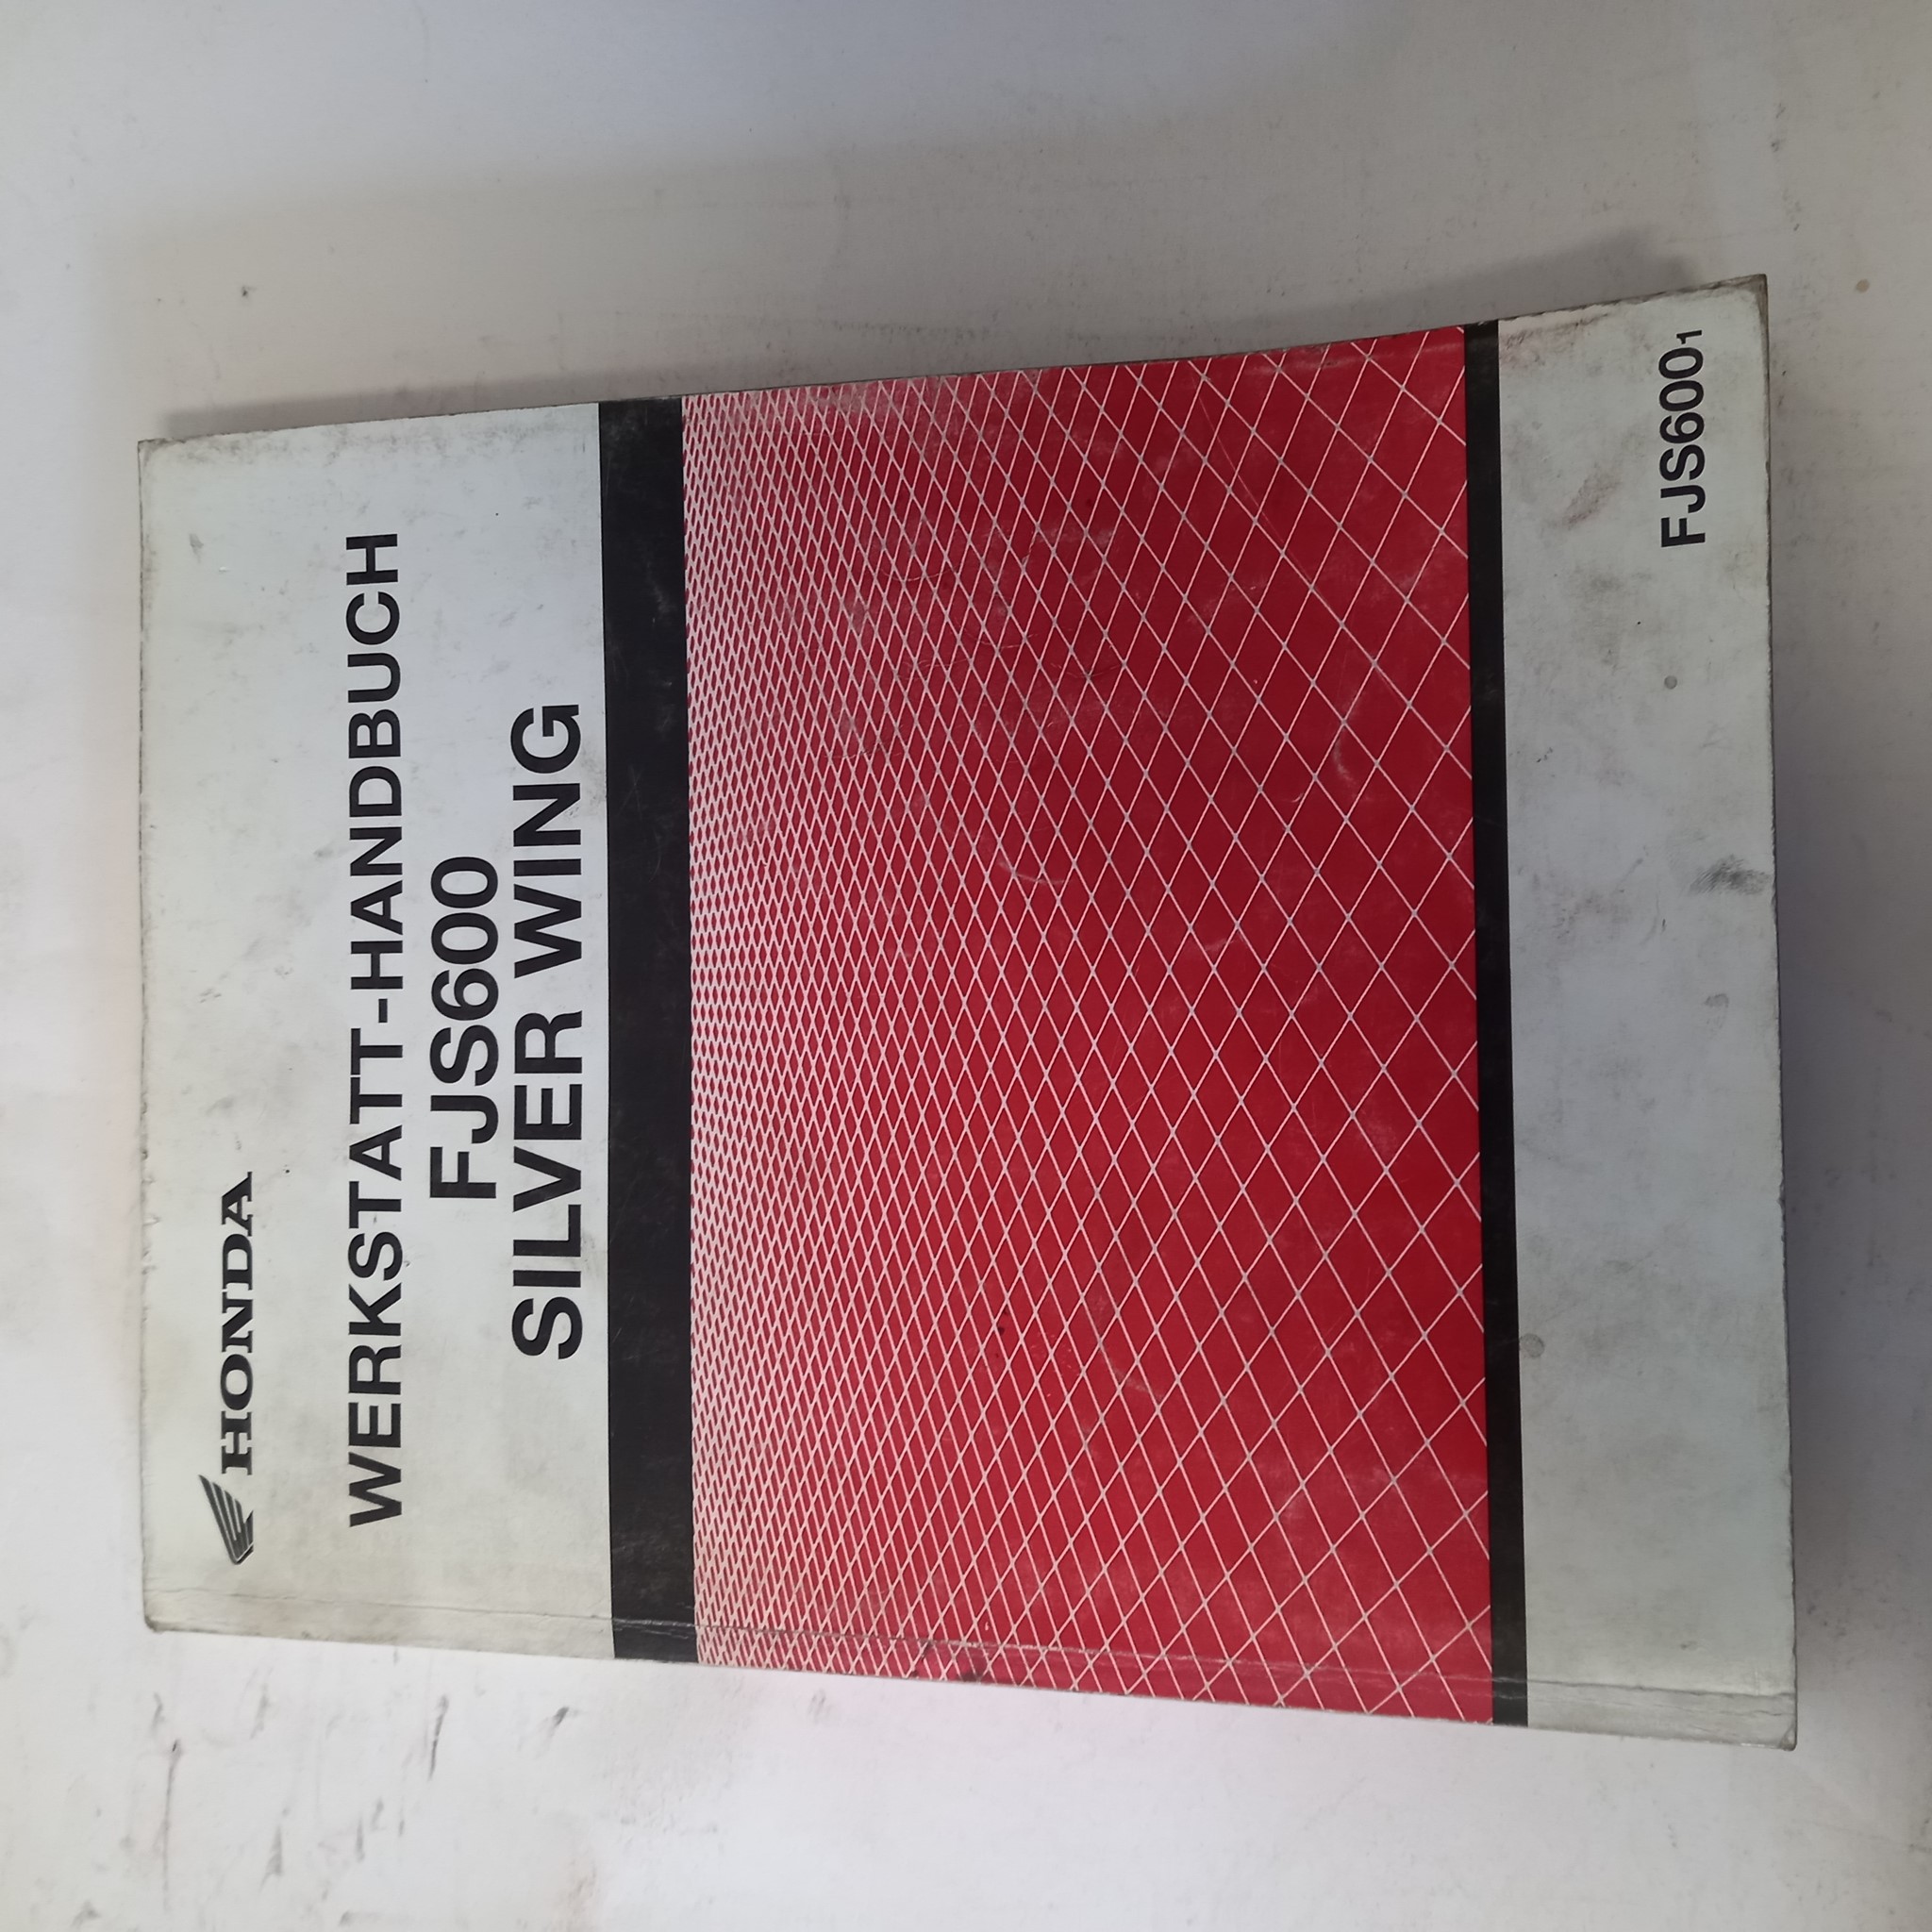 HONDA
WERKSTATT-HANDBUCH
FJS600
SILVER WING
FJS6001